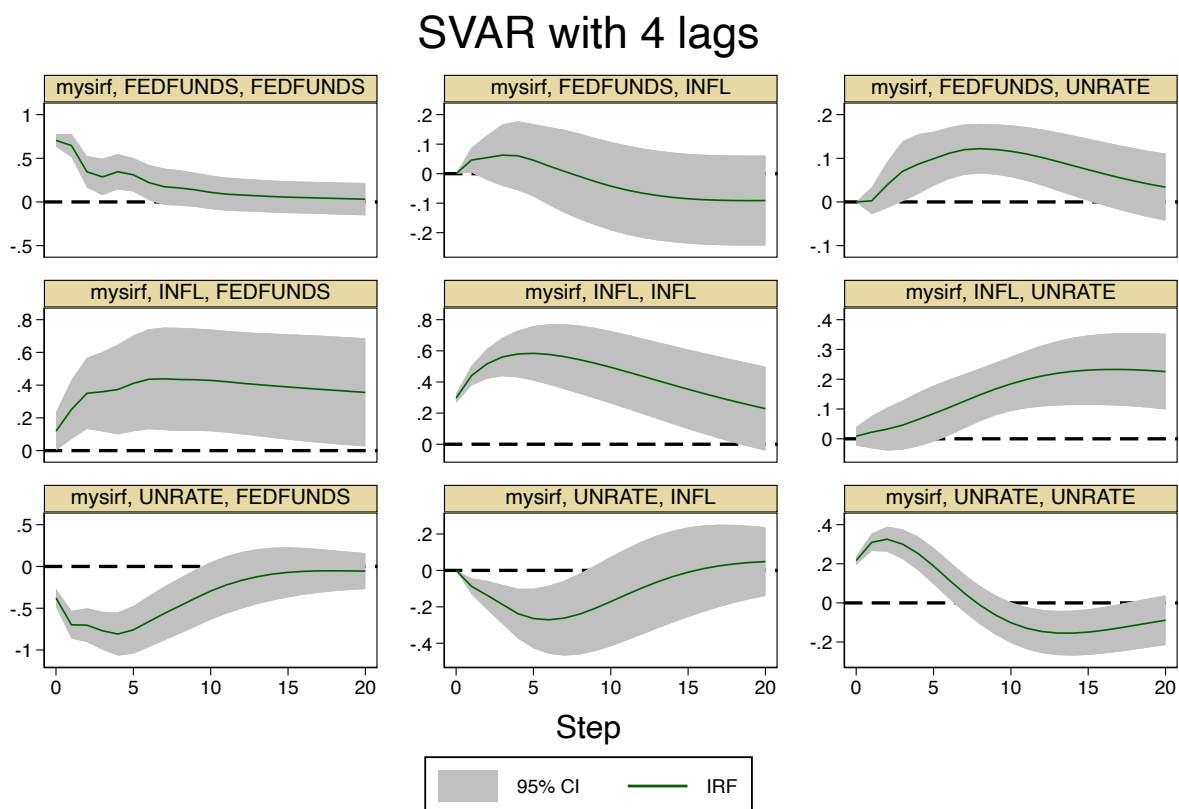 SVAR with 4 lags
mysirf, FEDFUNDS, FEDFUNDS
mysirf, FEDFUNDS, INFL
mysirf, FEDFUNDS, UNRATE
1
.5
0
-.5
.2
.1
0
-.1
-.2
.2
.1
0
-.1
mysirf, INFL, FEDFUNDS
mysirf, INFL, INFL
mysirf, INFL, UNRATE
.8
.6
.4
.2
0
.8
.6
.4
.2
0
.4
.3
.2
.1
0
mysirf, UNRATE, FEDFUNDS
mysirf, UNRATE, INFL
mysirf, UNRATE, UNRATE
.5
0
-.5
-1
.2
0
-.2
-.4
.4
.2
0
-.2
0 5 10 15 20
0 5 10 15 20
0 5 10 15 20
Step
95% CI IRF